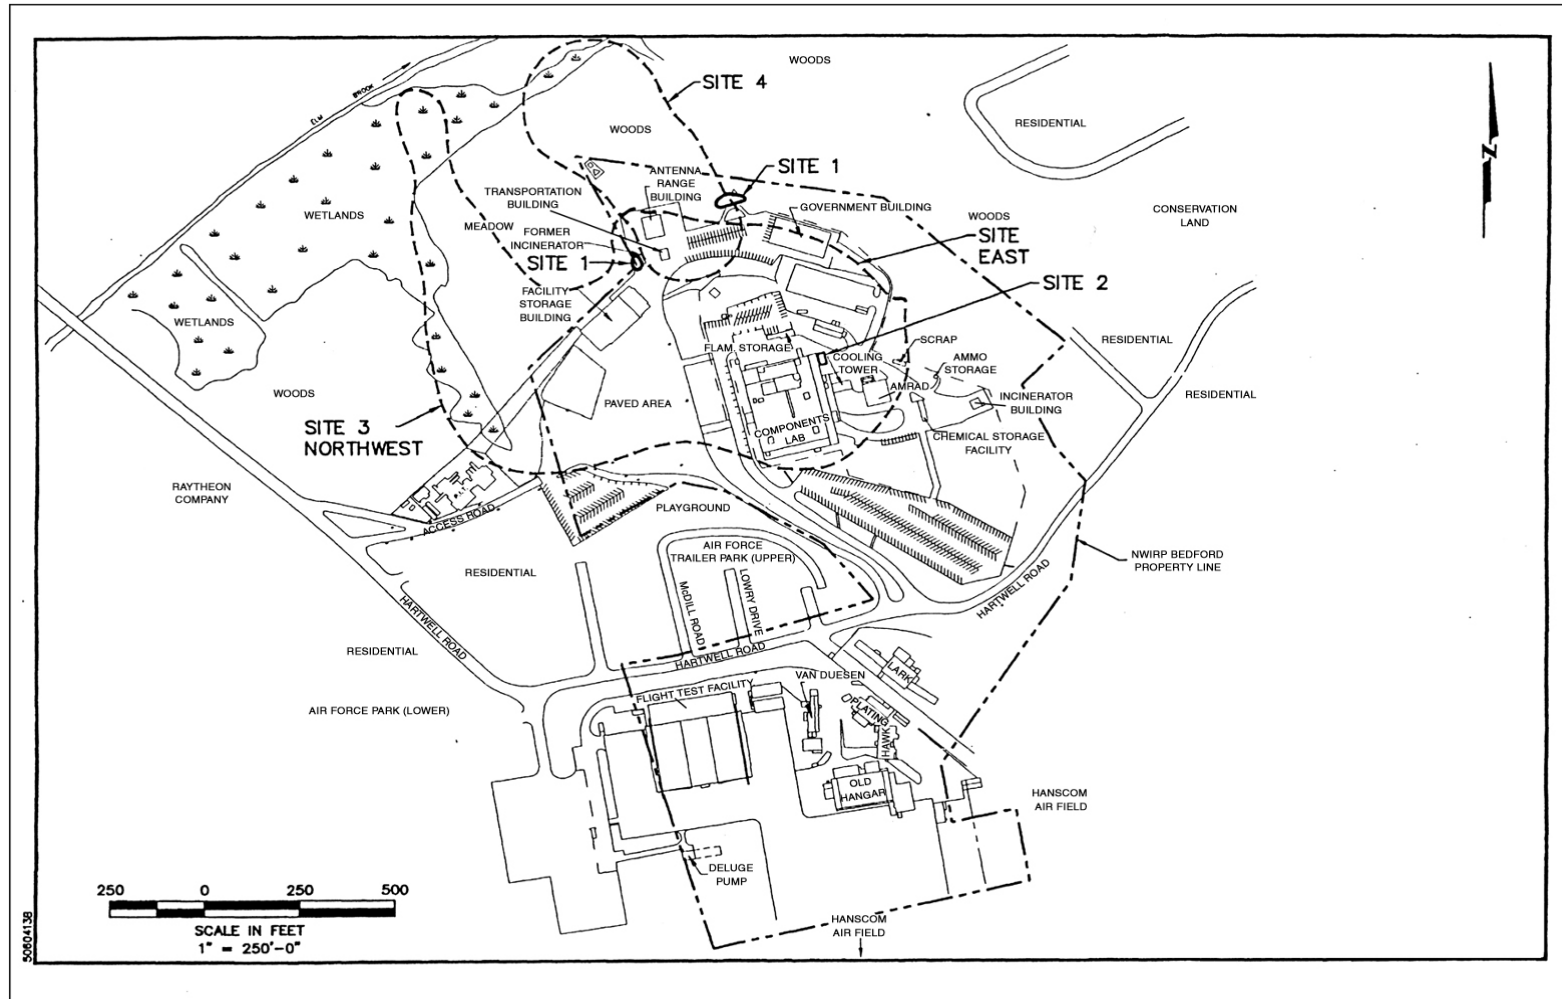 WOODS
SITE 4
ELM BROOK
RESIDENTIAL
WOODS
SITE 1
ANTENNA
RANGE
BUILDING
TRANSPORTATION
BUILDING
GOVERNMENT BUILDING
WETLANDS
MEADOW
FORMER
INCINERATOR
SITE 1
WOODS
SITE
EAST
CONSERVATION
LAND
N
FACILITY
STORAGE
BUILDING
SITE 2
WETLANDS
FLAM. STORAGE
COOLING
TOWER
SCRAP
AMMO
STORAGE
RESIDENTIAL
AMRAD
INCINERATOR
BUILDING
RESIDENTIAL
WOODS
PAVED AREA
COMPONENTS
LAB
CHEMICAL STORAGE
FACILITY
SITE 3
NORTHWEST
RAYTHEON
COMPANY
ACCESS ROAD
PLAYGROUND
AIR FORCE
TRAILER PARK (UPPER)
NWIRP BEDFORD
PROPERTY LINE
RESIDENTIAL
McDILL ROAD
LOWRY DRIVE
HARTWELL ROAD
HARTWELL ROAD
RESIDENTIAL
HARTWELL ROAD
LARK
VAN DUESEN
FLIGHT TEST FACILITY
AIR FORCE PARK (LOWER)
PLATING
HAWK
OLD
HANGAR
HANSCOM
AIR FIELD
DELUGE
PUMP
250 0 250 500
SCALE IN FEET
1" = 250'-0"
HANSCOM
AIR FIELD
50604138